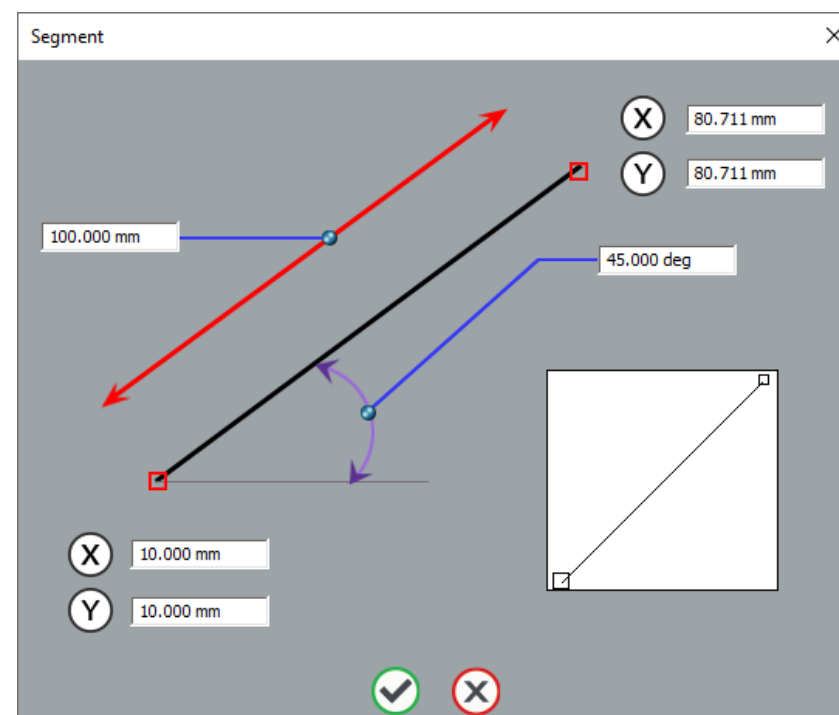 Segment
X 80.711 mm
Y 80.711 mm
100.000 mm
45.000 deg
X 10.000 mm
Y 10.000 mm